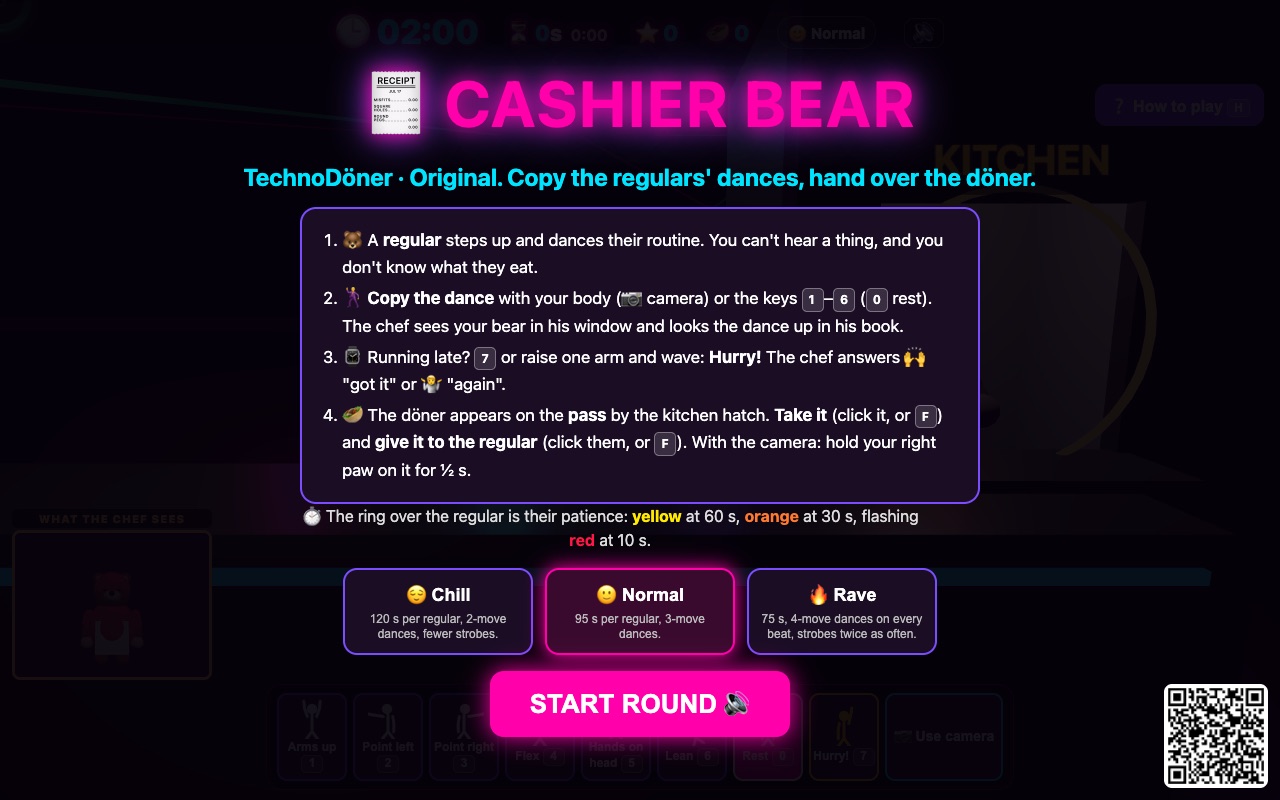 02:00 0s 0:00 0 0 Normal
RECEIPT
JUL 17
CASHIER BEAR
? How to play H
KITCHEN
TechnoDöner · Original. Copy the regulars' dances, hand over the döner.
1. A regular steps up and dances their routine. You can't hear a thing, and you
don't know what they eat.
2. Copy the dance with your body (camera) or the keys 1–6 (0 rest).
The chef sees your bear in his window and looks the dance up in his book.
3. Running late? 7 or raise one arm and wave: Hurry! The chef answers
"got it" or "again".
4. The döner appears on the pass by the kitchen hatch. Take it (click it, or F)
and give it to the regular (click them, or F). With the camera: hold your right
paw on it for ½ s.
The ring over the regular is their patience: yellow at 60 s, orange at 30 s, flashing
red at 10 s.
WHAT THE CHEF SEES
Chill
120 s per regular, 2-move
dances, fewer strobes.
Normal
95 s per regular, 3-move
dances.
Rave
75 s, 4-move dances on every
beat, strobes twice as often.
START ROUND
Arms up
1
Point left
2
Point right
3
Flex 4
Hands on
head 5
Lean 6
Rest 0
Hurry! 7
Use camera